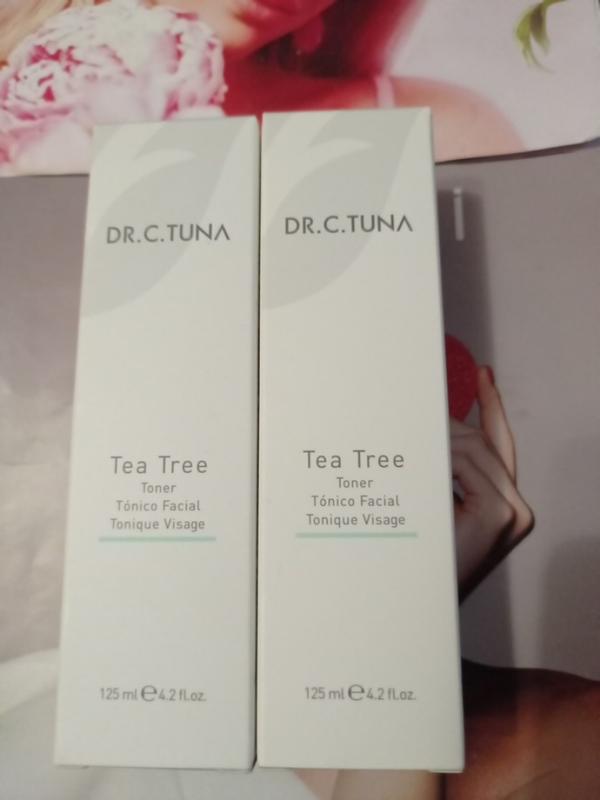 DR.C.TUNA
Tea Tree
Toner
Tónico Facial
Tonique Visage
125 ml e 4.2 fl.oz.
DR.C.TUNA
Tea Tree
Toner
Tónico Facial
Tonique Visage
125 ml e 4.2 fl.oz.
i